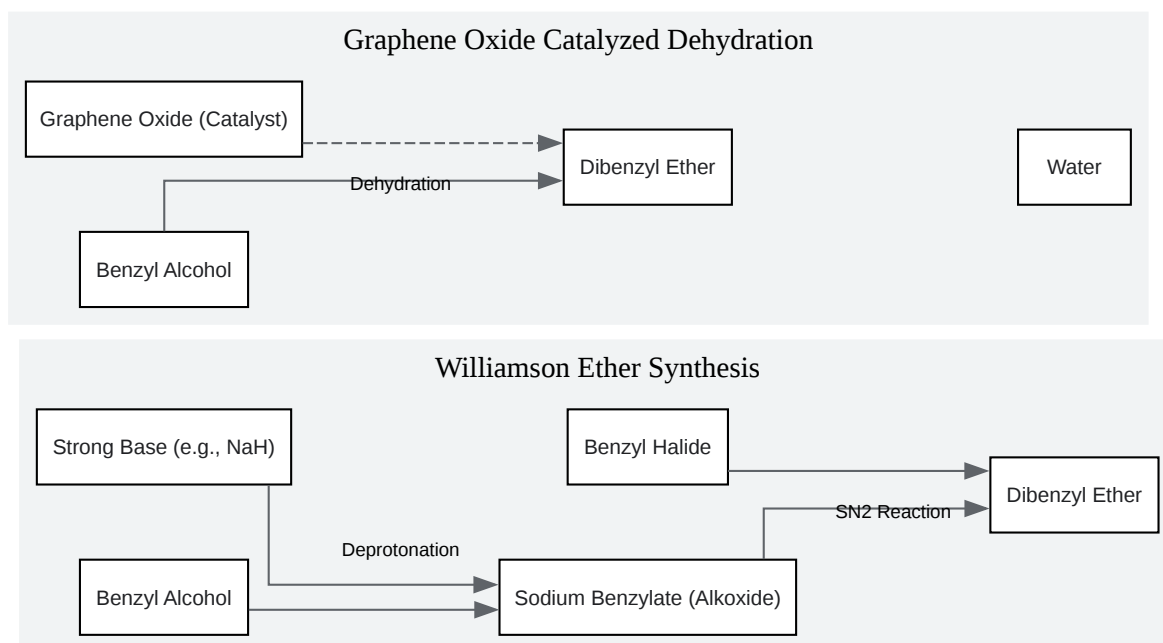 Graphene Oxide Catalyzed Dehydration
Graphene Oxide (Catalyst)
Dibenzyl Ether
Water
Dehydration
Benzyl Alcohol
Williamson Ether Synthesis
Strong Base (e.g., NaH)
Benzyl Halide
Dibenzyl Ether
SN2 Reaction
Deprotonation
Benzyl Alcohol
Sodium Benzylate (Alkoxide)